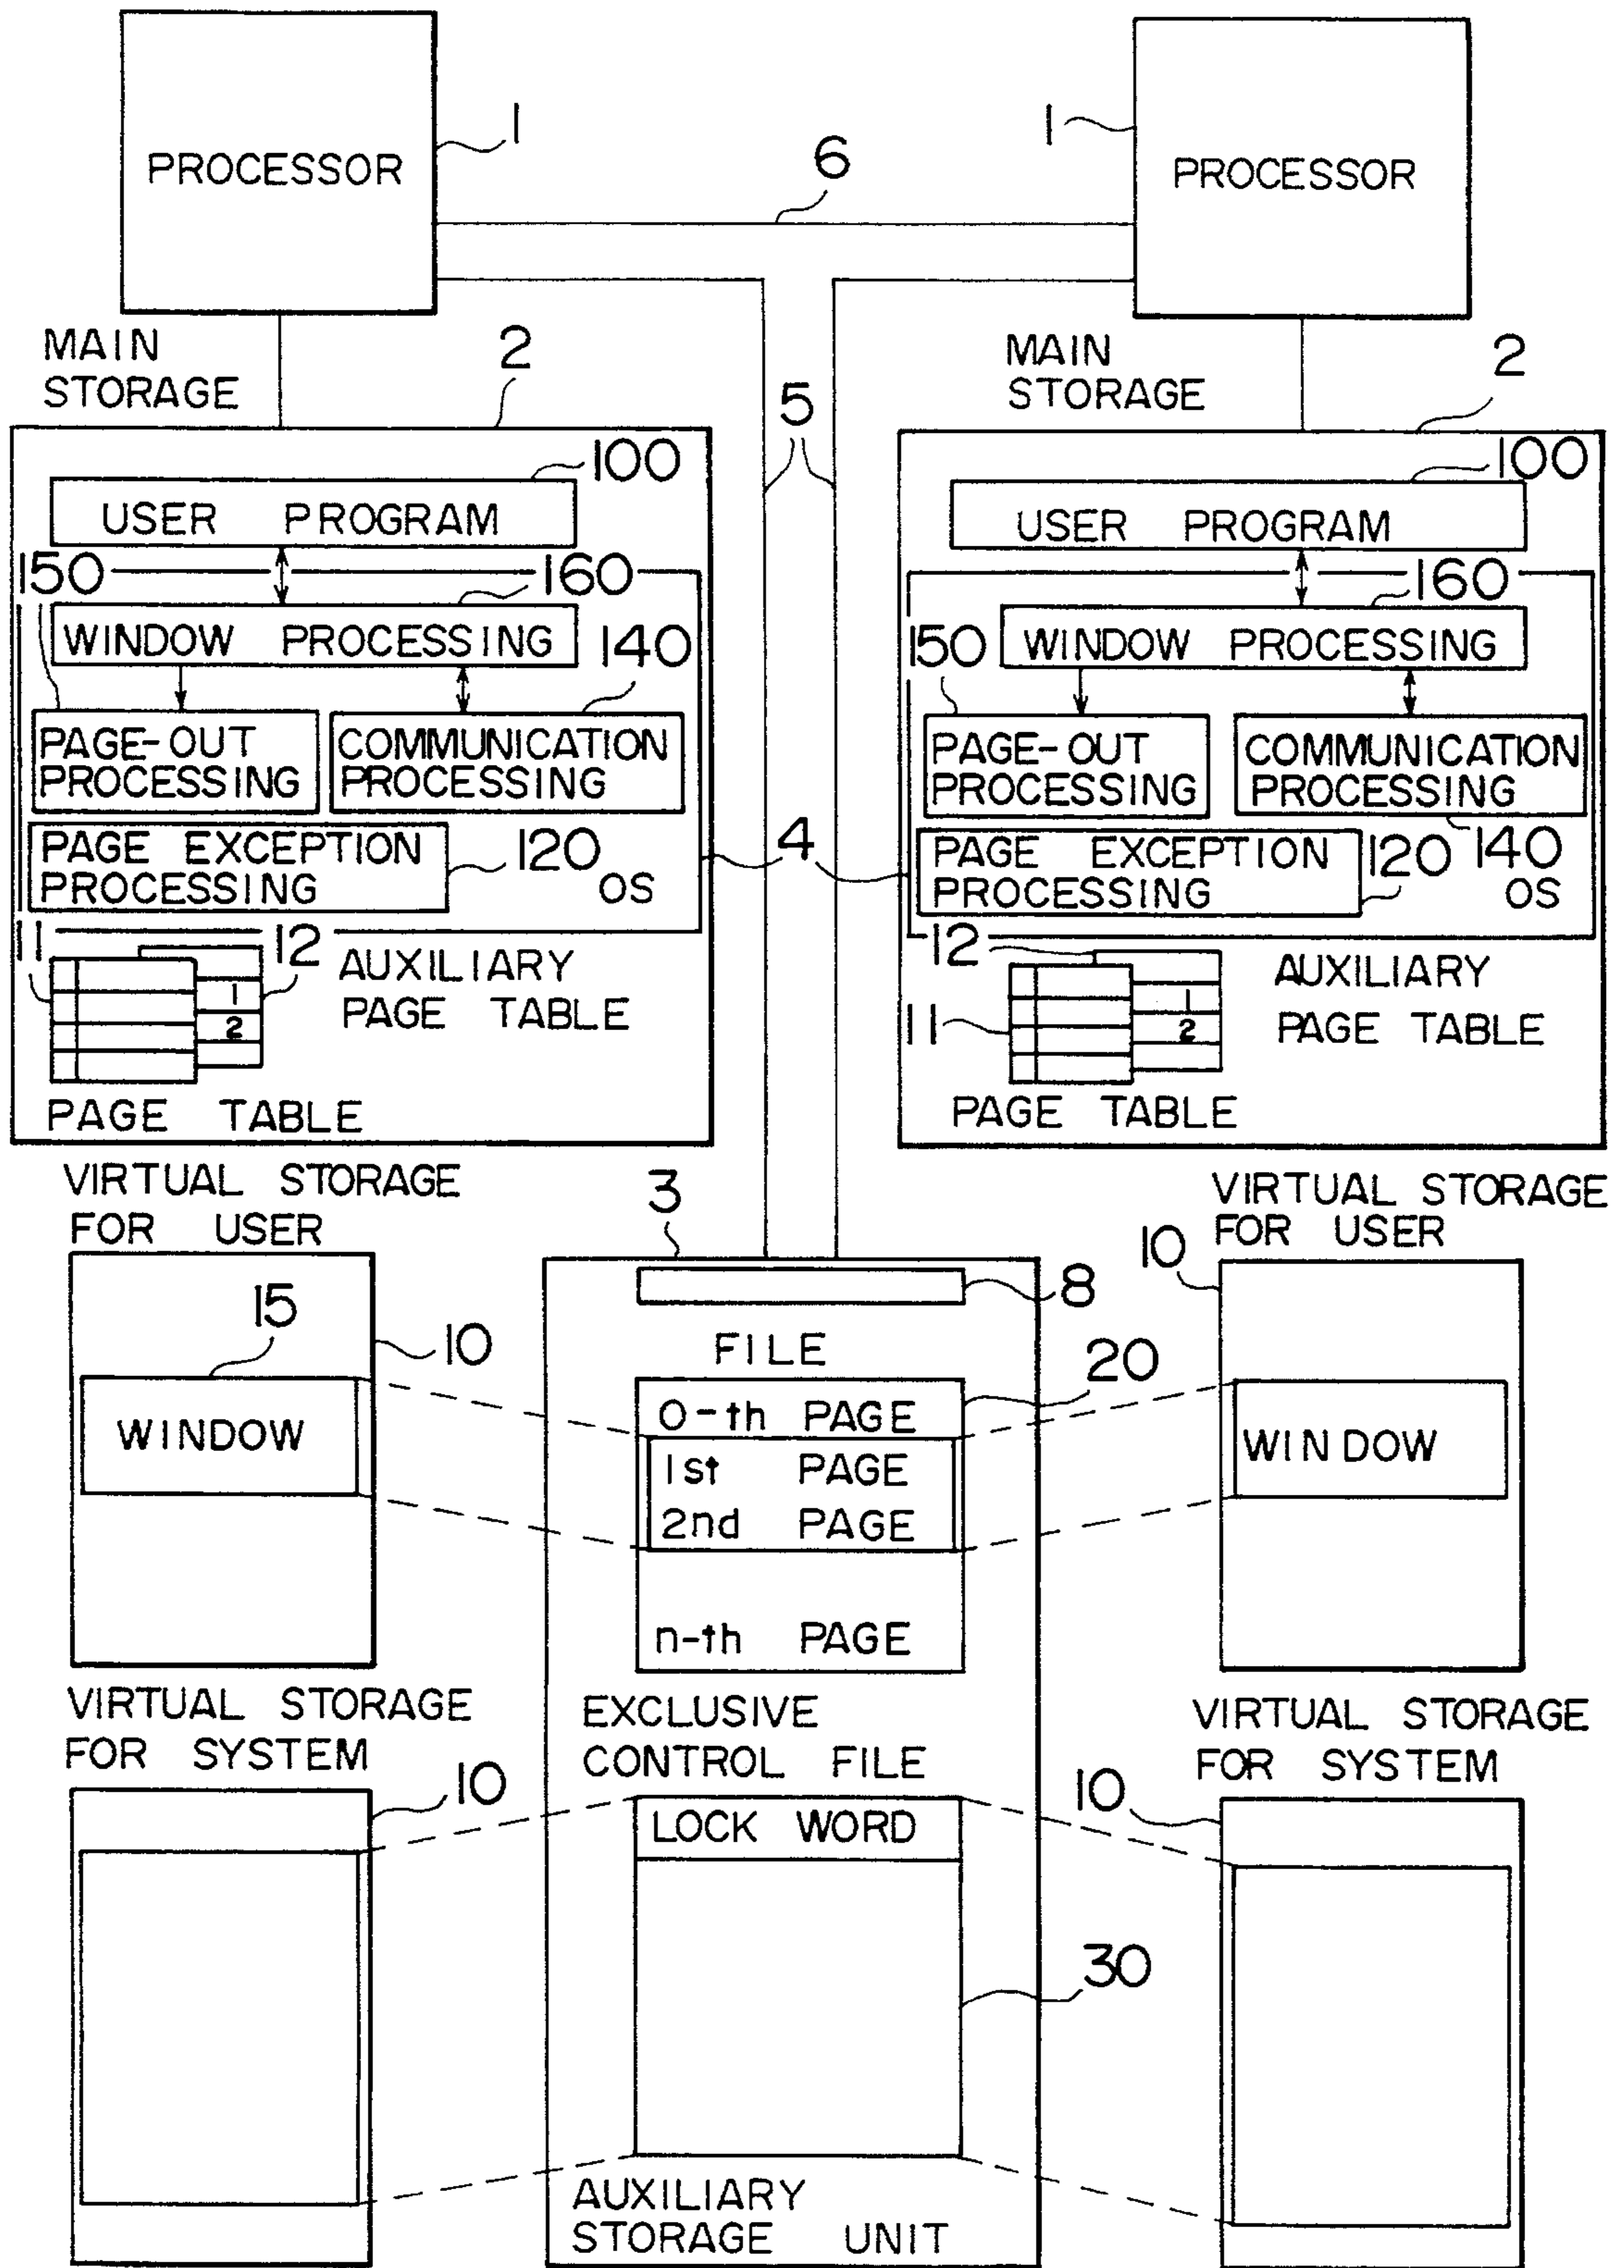 PROCESSOR
1
6
1
PROCESSOR
MAIN
STORAGE
2
5
MAIN
STORAGE
2
100
USER PROGRAM
150
160
WINDOW PROCESSING
140
PAGE-OUT
PROCESSING
COMMUNICATION
PROCESSING
PAGE EXCEPTION
PROCESSING
120
OS
11
12
1
2
AUXILIARY
PAGE TABLE
PAGE TABLE
4
100
USER PROGRAM
160
150
WINDOW PROCESSING
PAGE-OUT
PROCESSING
COMMUNICATION
PROCESSING
PAGE EXCEPTION
PROCESSING
120
140
OS
12
11
1
2
AUXILIARY
PAGE TABLE
PAGE TABLE
VIRTUAL STORAGE
FOR USER
15
10
WINDOW
3
8
FILE
20
0-th PAGE
1st PAGE
2nd PAGE
n-th PAGE
VIRTUAL STORAGE
FOR USER
10
WINDOW
VIRTUAL STORAGE
FOR SYSTEM
10
EXCLUSIVE
CONTROL FILE
LOCK WORD
30
AUXILIARY
STORAGE UNIT
VIRTUAL STORAGE
FOR SYSTEM
10